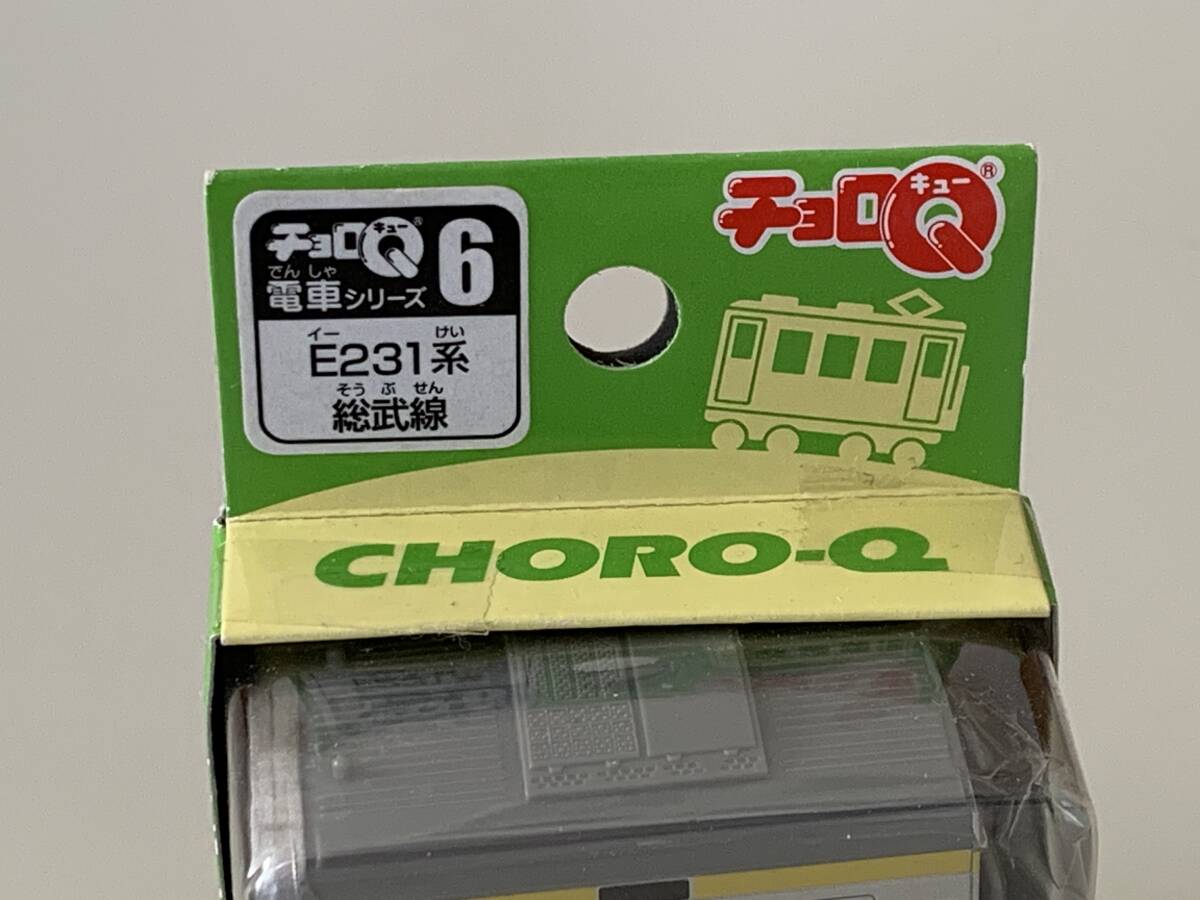 チョロQ
キュー
®
でんしゃ
電車シリーズ 6
イー けい
E231系
そうぶせん
総武線
チョロQ
キュー
®
CHORO-Q